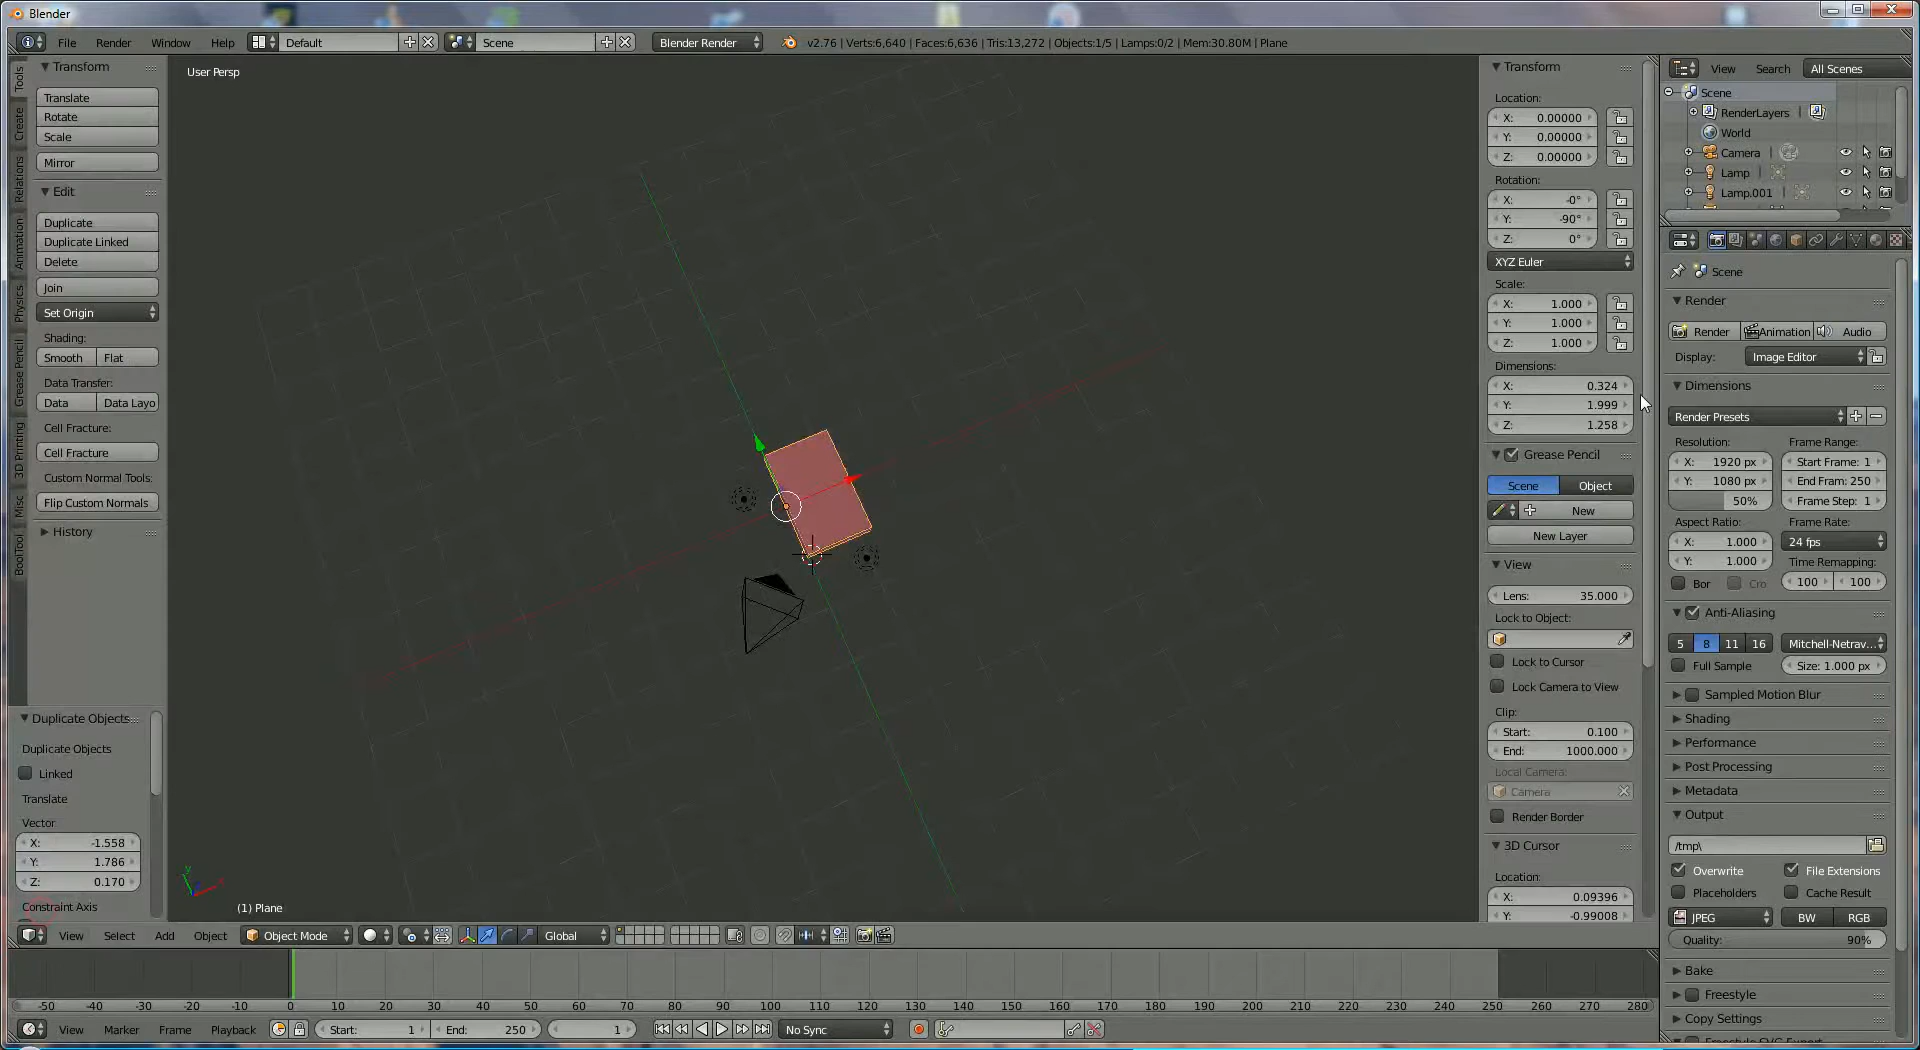 Blender
File Render Window Help Default Scene Blender Render v2.76 | Verts:6,640 | Faces:6,636 | Tris:13,272 | Objects:1/5 | Lamps:0/2 | Mem:30.80M | Plane
Tools
Create
Relations
Animation
Physics
Grease Pencil
3D Printing
Misc
BoolTool
Transform
Translate
Rotate
Scale
Mirror
Edit
Duplicate
Duplicate Linked
Delete
Join
Set Origin
Shading:
Smooth Flat
Data Transfer:
Data Data Layo
Cell Fracture:
Cell Fracture
Custom Normal Tools:
Flip Custom Normals
History
Duplicate Objects
Duplicate Objects
Linked
Translate
Vector
X: -1.558
Y: 1.786
Z: 0.170
Constraint Axis
User Persp
(1) Plane
Transform
Location:
X: 0.00000
Y: 0.00000
Z: 0.00000
Rotation:
X: -0°
Y: -90°
Z: 0°
XYZ Euler
Scale:
X: 1.000
Y: 1.000
Z: 1.000
Dimensions:
X: 0.324
Y: 1.999
Z: 1.258
Grease Pencil
Scene Object
New
New Layer
View
Lens: 35.000
Lock to Object:
Lock to Cursor
Lock Camera to View
Clip:
Start: 0.100
End: 1000.000
Local Camera:
Camera
Render Border
3D Cursor
Location:
X: 0.09396
Y: -0.99008
View Search All Scenes
Scene
RenderLayers
World
Camera
Lamp
Lamp.001
Scene
Render
Render Animation Audio
Display: Image Editor
Dimensions
Render Presets
Resolution: Frame Range:
X: 1920 px Start Frame: 1
Y: 1080 px End Fram: 250
50% Frame Step: 1
Aspect Ratio: Frame Rate:
X: 1.000 24 fps
Y: 1.000 Time Remapping:
Bor Cro 100 100
Anti-Aliasing
5 8 11 16 Mitchell-Netrav...
Full Sample Size: 1.000 px
Sampled Motion Blur
Shading
Performance
Post Processing
Metadata
Output
/tmp\
Overwrite File Extensions
Placeholders Cache Result
JPEG BW RGB
Quality: 90%
Bake
Freestyle
Copy Settings
View Select Add Object Object Mode Global
-50 -40 -30 -20 -10 0 10 20 30 40 50 60 70 80 90 100 110 120 130 140 150 160 170 180 190 200 210 220 230 240 250 260 270 280
View Marker Frame Playback Start: 1 End: 250 1 No Sync